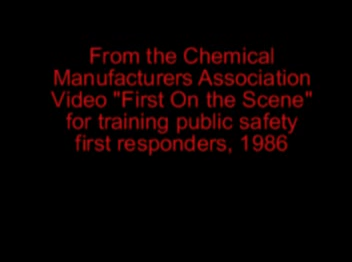 From the Chemical
Manufacturers Association
Video "First On the Scene"
for training public safety
first responders, 1986